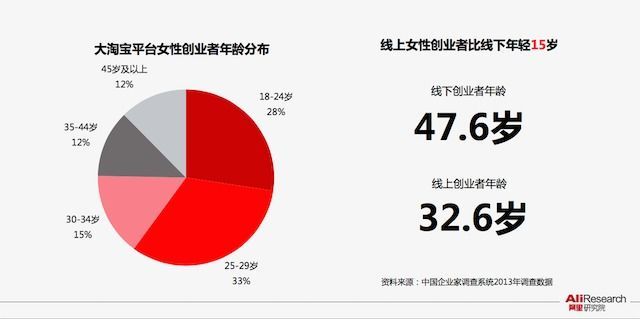 大淘宝平台女性创业者年龄分布
45岁及以上
12%
18-24岁
28%
35-44岁
12%
30-34岁
15%
25-29岁
33%
线上女性创业者比线下年轻15岁
线下创业者年龄
47.6岁
线上创业者年龄
32.6岁
资料来源：中国企业家调查系统2013年调查数据
AliResearch
阿里研究院